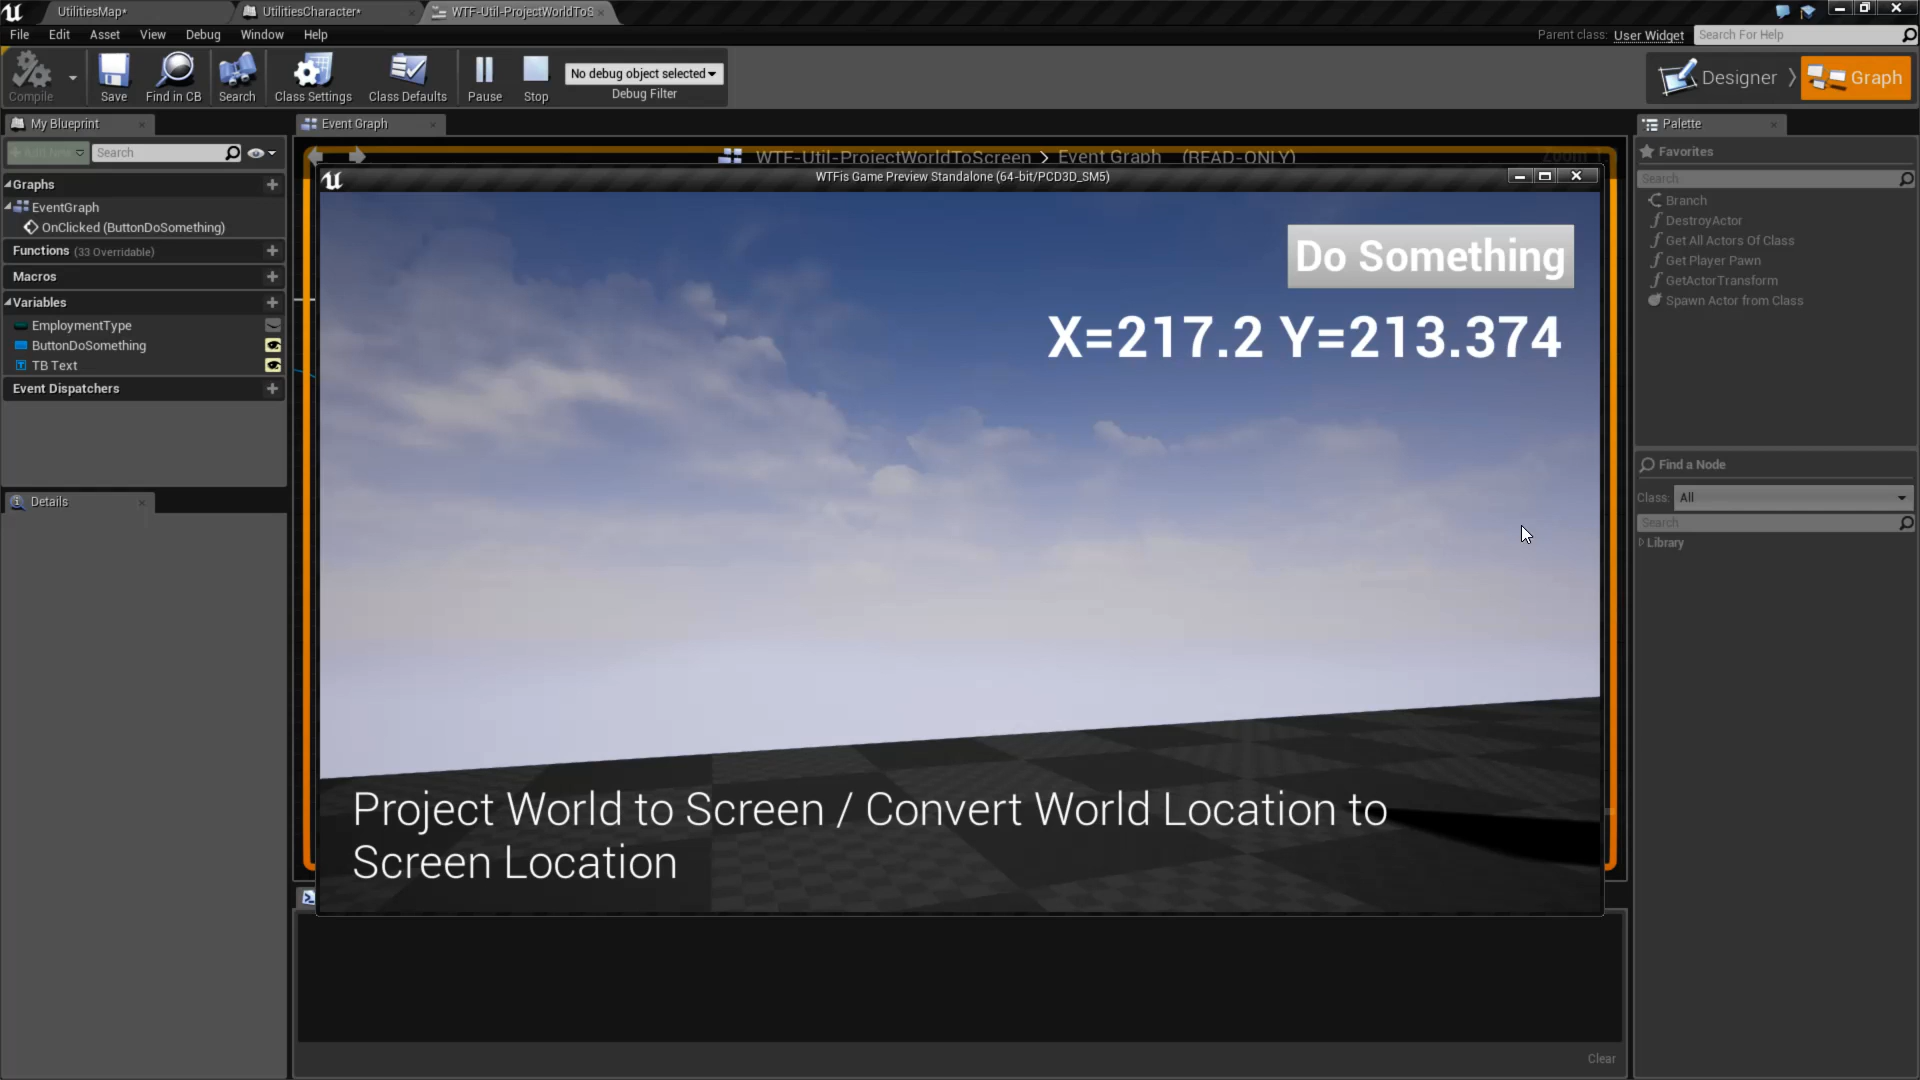 UtilitiesMap*
UtilitiesCharacter*
WTF-Util-ProjectWorldToS
File Edit Asset View Debug Window Help
Parent class: User Widget
Search For Help
Compile
Save
Find in CB
Search
Class Settings
Class Defaults
Pause
Stop
No debug object selected
Debug Filter
Designer
Graph
My Blueprint
Search
Graphs
EventGraph
OnClicked (ButtonDoSomething)
Functions (33 Overridable)
Macros
Variables
EmploymentType
ButtonDoSomething
TB Text
Event Dispatchers
Details
Event Graph
WTF-Util-ProjectWorldToScreen > Event Graph (READ-ONLY)
WTFis Game Preview Standalone (64-bit/PCD3D_SM5)
Do Something
X=217.2 Y=213.374
Project World to Screen / Convert World Location to
Screen Location
Clear
Palette
Favorites
Search
Branch
DestroyActor
Get All Actors Of Class
Get Player Pawn
GetActorTransform
Spawn Actor from Class
Find a Node
Class: All
Search
Library